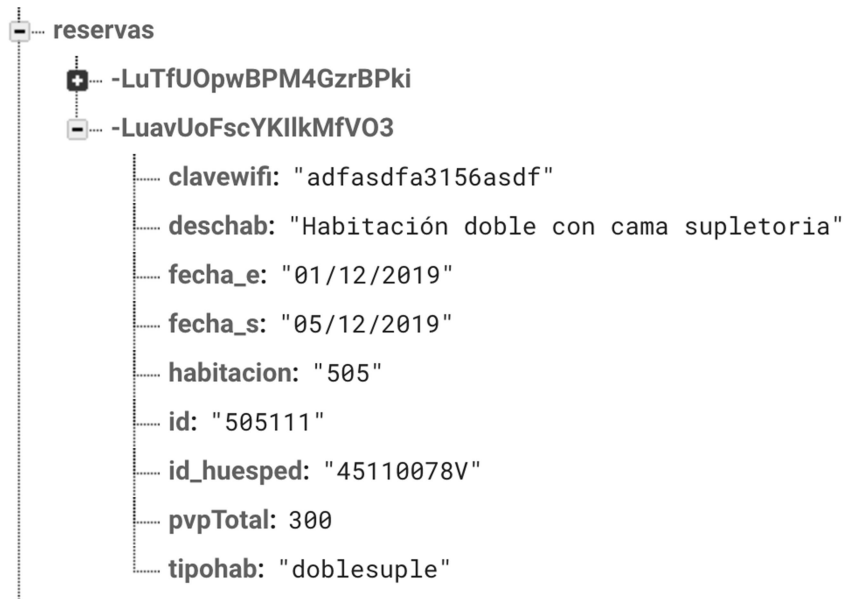 reservas
-LuTfUOpwBPM4GzrBPki
-LuavUoFscYKIlkMfVO3
clavewifi: "adfasdfa3156asdf"
deschab: "Habitación doble con cama supletoria"
fecha_e: "01/12/2019"
fecha_s: "05/12/2019"
habitacion: "505"
id: "505111"
id_huesped: "45110078V"
pvpTotal: 300
tipohab: "doblesuple"